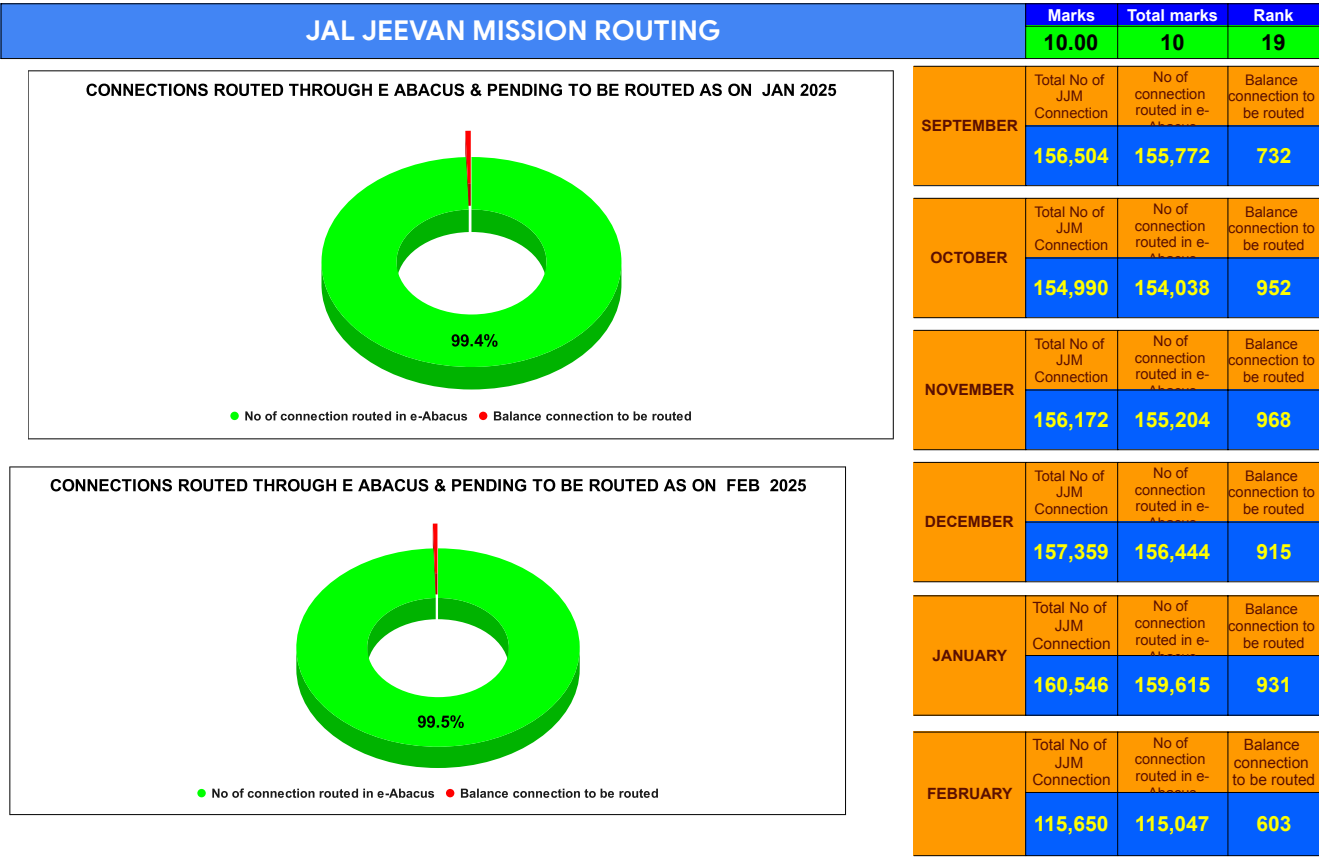 JAL JEEVAN MISSION ROUTING
Marks Total marks Rank
10.00 10 19
CONNECTIONS ROUTED THROUGH E ABACUS & PENDING TO BE ROUTED AS ON JAN 2025
99.4%
No of connection routed in e-Abacus Balance connection to be routed
CONNECTIONS ROUTED THROUGH E ABACUS & PENDING TO BE ROUTED AS ON FEB 2025
99.5%
No of connection routed in e-Abacus Balance connection to be routed
SEPTEMBER
Total No of
JJM
Connection
No of
connection
routed in e-
Balance
connection to
be routed
156,504 155,772 732
OCTOBER
Total No of
JJM
Connection
No of
connection
routed in e-
Balance
connection to
be routed
154,990 154,038 952
NOVEMBER
Total No of
JJM
Connection
No of
connection
routed in e-
Balance
connection to
be routed
156,172 155,204 968
DECEMBER
Total No of
JJM
Connection
No of
connection
routed in e-
Balance
connection to
be routed
157,359 156,444 915
JANUARY
Total No of
JJM
Connection
No of
connection
routed in e-
Balance
connection to
be routed
160,546 159,615 931
FEBRUARY
Total No of
JJM
Connection
No of
connection
routed in e-
Balance
connection
to be routed
115,650 115,047 603